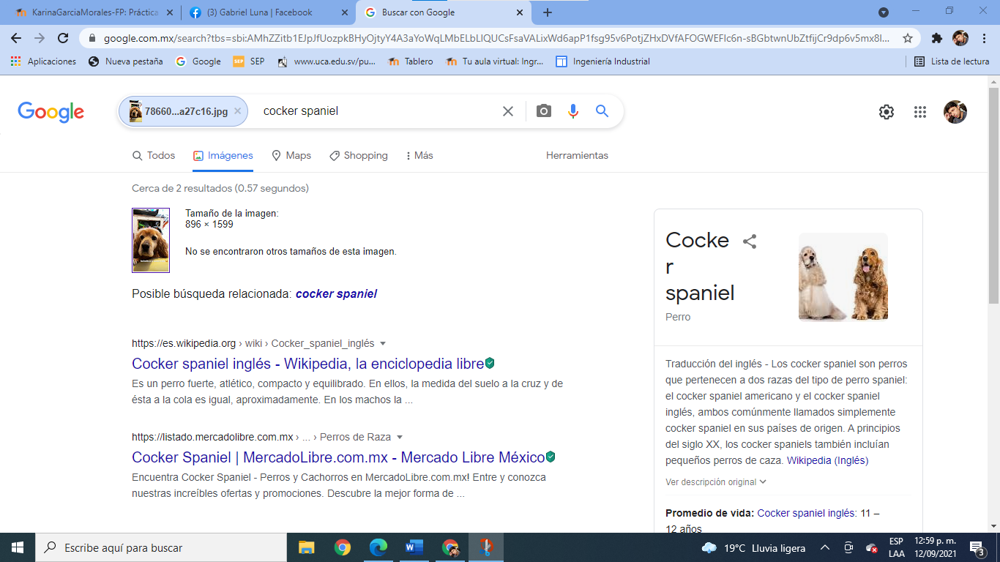 KarinaGarciaMorales-FP: Práctica
(3) Gabriel Luna | Facebook
Buscar con Google
google.com.mx/search?tbs=sbi:AMhZZitb1EJpJfUozpkBHyOjtyY4A3aYoWqLMbELbLlQUCsFsaVALixWd6apP1fsg95v6PotjZHxDVfAFOGWEFlc6n-sBGbtwnUbZtfijCr9dp6v5mx8l...
Aplicaciones
Nueva pestaña
Google
SEP
SEP
www.uca.edu.sv/pu...
Tablero
Tu aula virtual: Ingr...
Ingeniería Industrial
Lista de lectura
Google
78660...a27c16.jpg
cocker spaniel
Todos
Imágenes
Maps
Shopping
Más
Herramientas
Cerca de 2 resultados (0.57 segundos)
Tamaño de la imagen:
896 × 1599
No se encontraron otros tamaños de esta imagen.
Posible búsqueda relacionada: cocker spaniel
https://es.wikipedia.org › wiki › Cocker_spaniel_inglés
Cocker spaniel inglés - Wikipedia, la enciclopedia libre
Es un perro fuerte, atlético, compacto y equilibrado. En ellos, la medida del suelo a la cruz y de
ésta a la cola es igual, aproximadamente. En los machos la ...
https://listado.mercadolibre.com.mx › ... › Perros de Raza
Cocker Spaniel | MercadoLibre.com.mx - Mercado Libre México
Encuentra Cocker Spaniel - Perros y Cachorros en MercadoLibre.com.mx! Entre y conozca
nuestras increíbles ofertas y promociones. Descubre la mejor forma de ...
Cocke
r
spaniel
Perro
Traducción del inglés - Los cocker spaniel son perros
que pertenecen a dos razas del tipo de perro spaniel:
el cocker spaniel americano y el cocker spaniel
inglés, ambos comúnmente llamados simplemente
cocker spaniel en sus países de origen. A principios
del siglo XX, los cocker spaniels también incluían
pequeños perros de caza. Wikipedia (Inglés)
Ver descripción original
Promedio de vida: Cocker spaniel inglés: 11 –
12 años
Escribe aquí para buscar
19°C Lluvia ligera
ESP
LAA
12:59 p. m.
12/09/2021
3